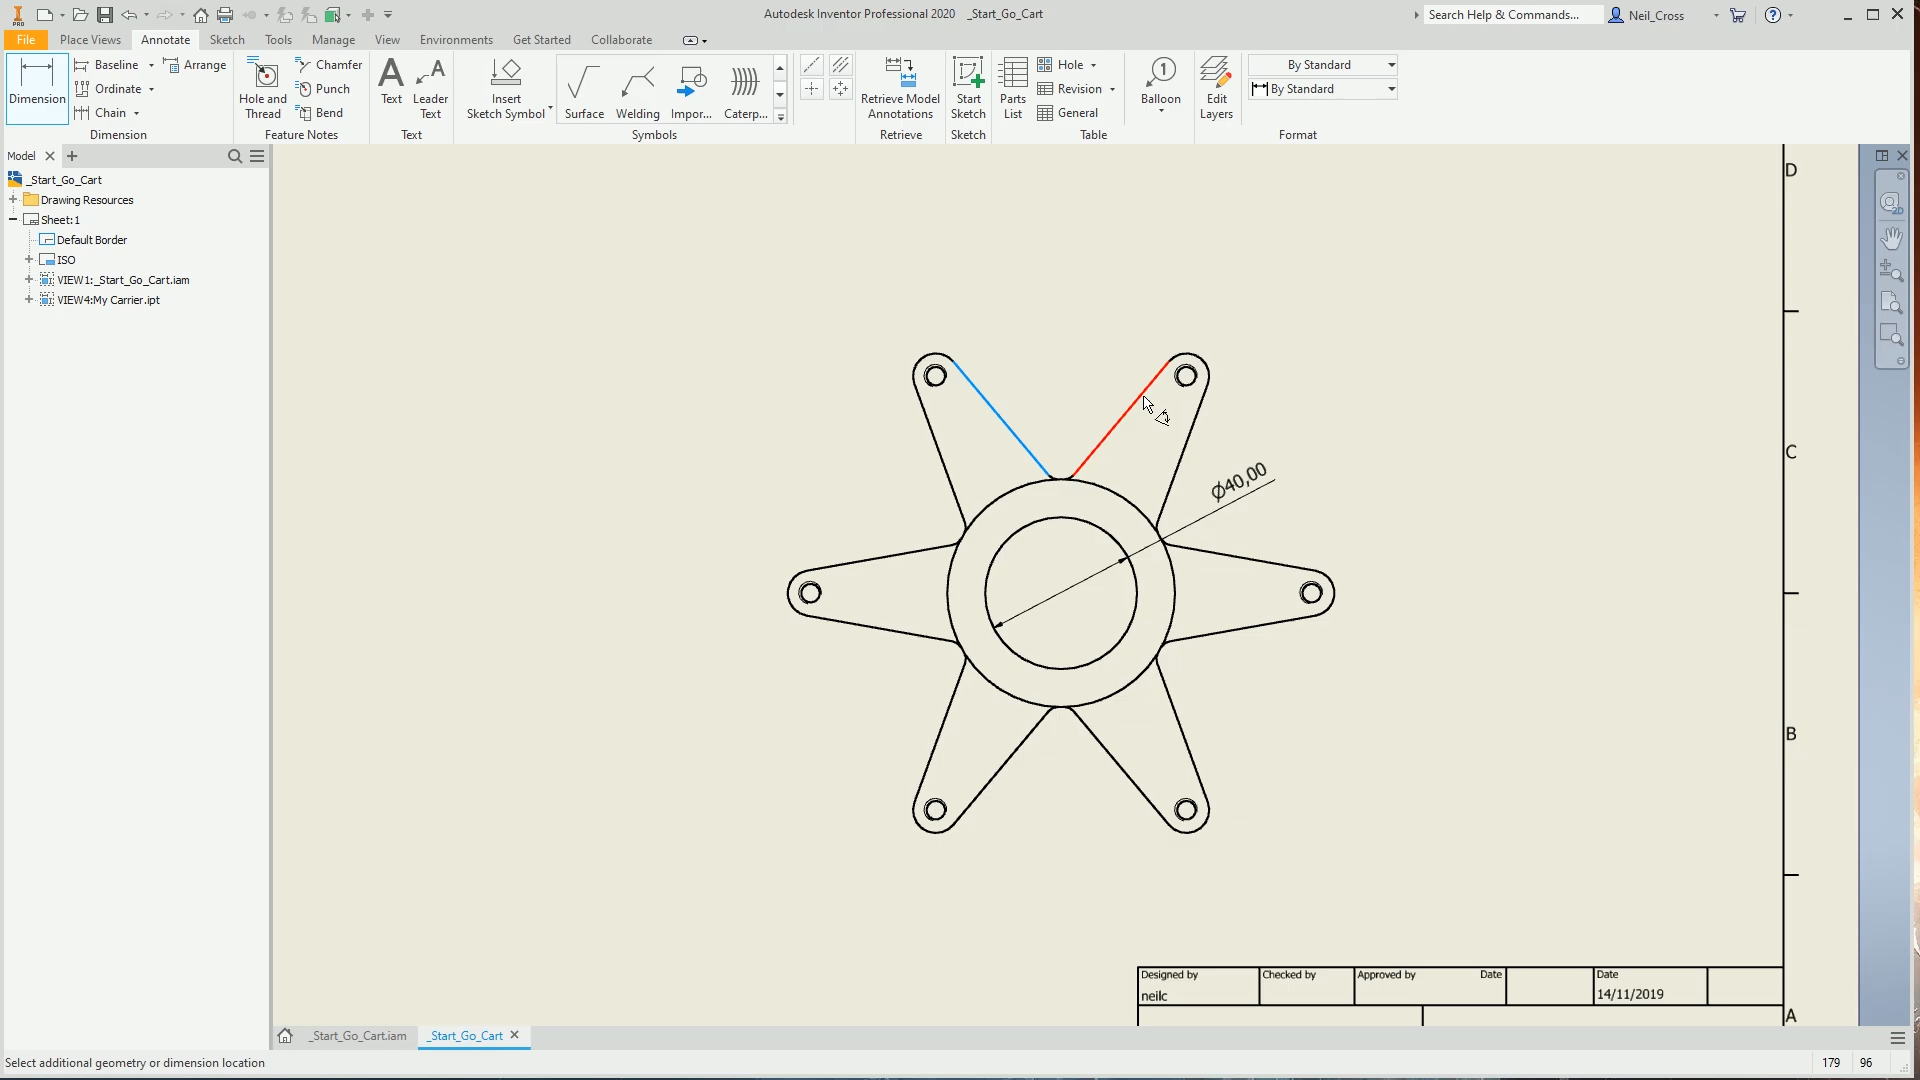 PRO
Autodesk Inventor Professional 2020 _Start_Go_Cart
Search Help & Commands...
Neil_Cross
File
Place Views
Annotate
Sketch
Tools
Manage
View
Environments
Get Started
Collaborate
Dimension
Baseline
Ordinate
Chain
Arrange
Dimension
Hole and Thread
Chamfer
Punch
Bend
Feature Notes
A
Text
A
Leader Text
Text
Insert Sketch Symbol
Surface
Welding
Impor...
Caterp...
Symbols
Retrieve Model Annotations
Retrieve
Start Sketch
Sketch
Parts List
Hole
Revision
General
Table
1
Balloon
Edit Layers
By Standard
By Standard
Format
Model
_Start_Go_Cart
Drawing Resources
Sheet:1
Default Border
ISO
VIEW1:_Start_Go_Cart.iam
VIEW4:My Carrier.ipt
2D
D
C
B
A
Ø40,00
Designed by
neilc
Checked by
Approved by
Date
Date
14/11/2019
_Start_Go_Cart.iam
_Start_Go_Cart
Select additional geometry or dimension location
179
96